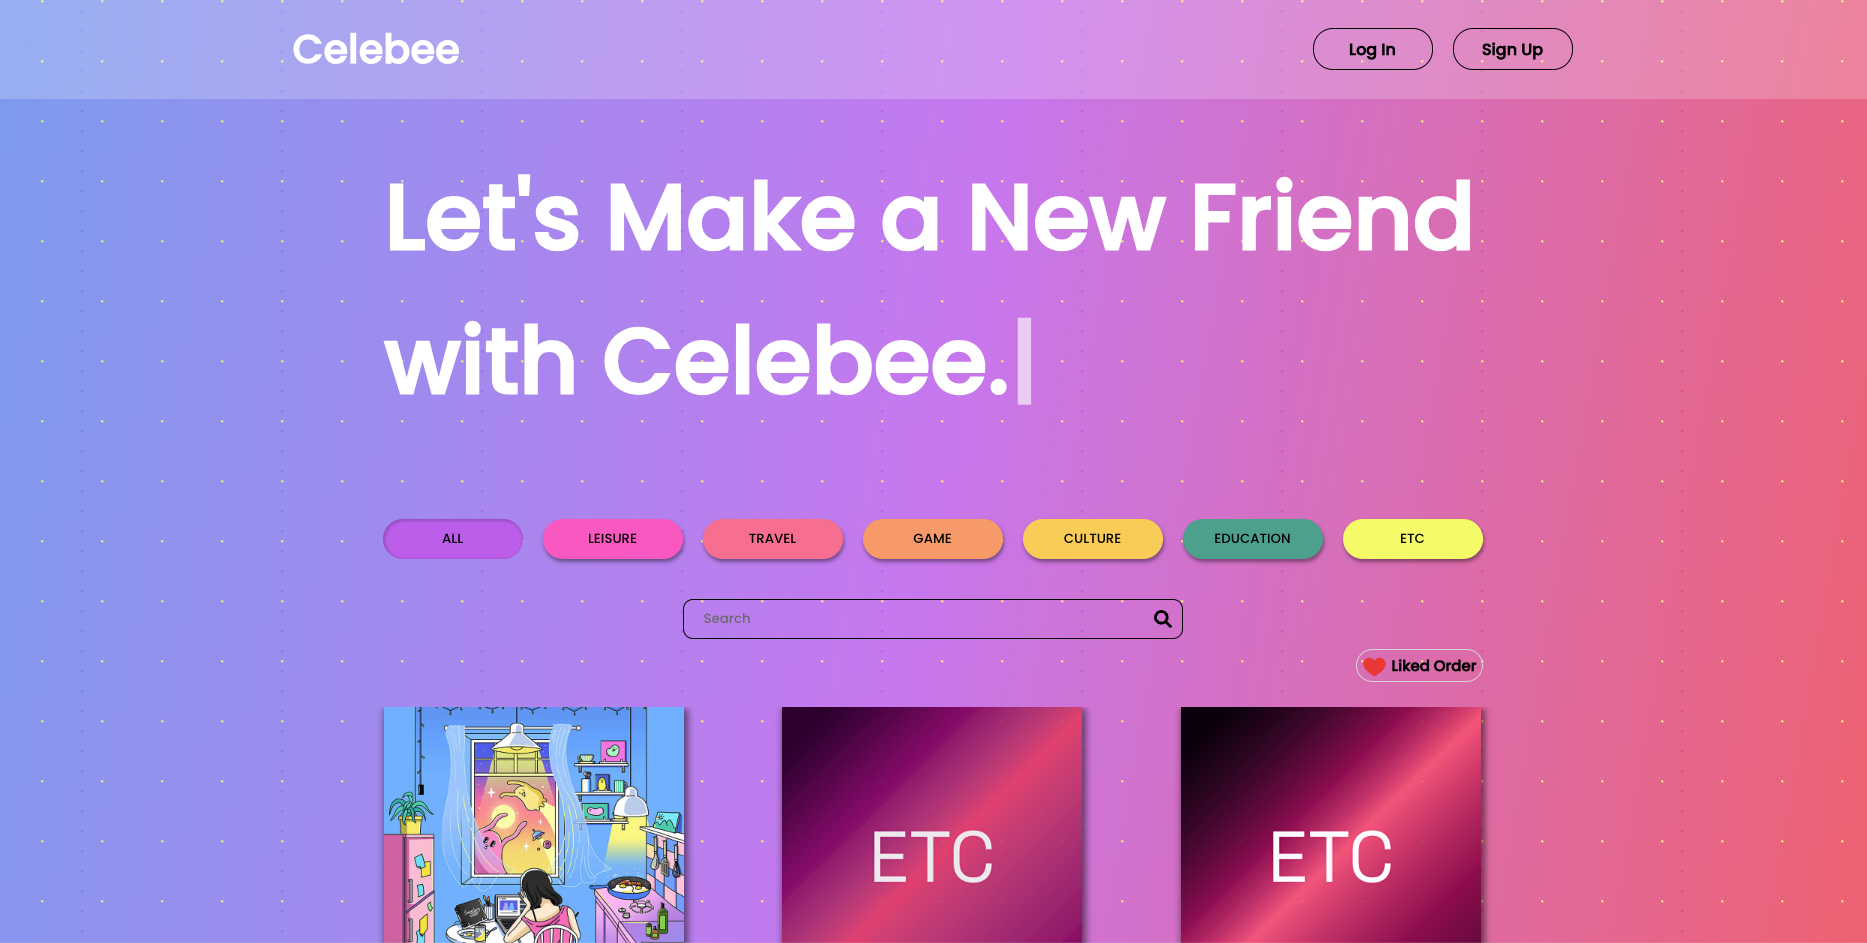 Celebee
Log In
Sign Up
Let's Make a New Friend
with Celebee.
ALL
LEISURE
TRAVEL
GAME
CULTURE
EDUCATION
ETC
Search
Liked Order
ETC
ETC